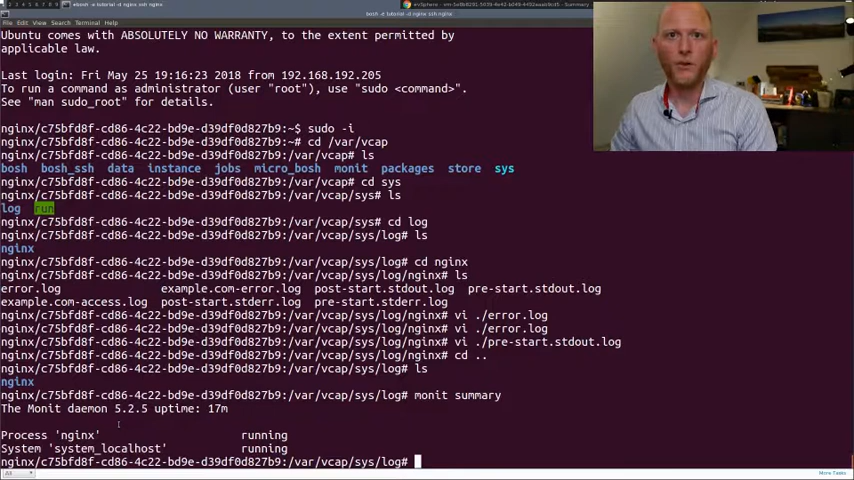 bosh -e tutorial -d nginx ssh nginx
File Edit View Search Terminal Help
Ubuntu comes with ABSOLUTELY NO WARRANTY, to the extent permitted by
applicable law.
Last login: Fri May 25 19:16:23 2018 from 192.168.192.205
To run a command as administrator (user "root"), use "sudo <command>".
See "man sudo_root" for details.
nginx/c75bfd8f-cd86-4c22-bd9e-d39df0d827b9:~$ sudo -i
nginx/c75bfd8f-cd86-4c22-bd9e-d39df0d827b9:~# cd /var/vcap
nginx/c75bfd8f-cd86-4c22-bd9e-d39df0d827b9:/var/vcap# ls
bosh bosh_ssh data instance jobs micro_bosh monit packages store sys
nginx/c75bfd8f-cd86-4c22-bd9e-d39df0d827b9:/var/vcap# cd sys
nginx/c75bfd8f-cd86-4c22-bd9e-d39df0d827b9:/var/vcap/sys# ls
log run
nginx/c75bfd8f-cd86-4c22-bd9e-d39df0d827b9:/var/vcap/sys# cd log
nginx/c75bfd8f-cd86-4c22-bd9e-d39df0d827b9:/var/vcap/sys/log# ls
nginx
nginx/c75bfd8f-cd86-4c22-bd9e-d39df0d827b9:/var/vcap/sys/log# cd nginx
nginx/c75bfd8f-cd86-4c22-bd9e-d39df0d827b9:/var/vcap/sys/log/nginx# ls
error.log example.com-error.log post-start.stdout.log pre-start.stdout.log
example.com-access.log post-start.stderr.log pre-start.stderr.log
nginx/c75bfd8f-cd86-4c22-bd9e-d39df0d827b9:/var/vcap/sys/log/nginx# vi ./error.log
nginx/c75bfd8f-cd86-4c22-bd9e-d39df0d827b9:/var/vcap/sys/log/nginx# vi ./error.log
nginx/c75bfd8f-cd86-4c22-bd9e-d39df0d827b9:/var/vcap/sys/log/nginx# vi ./pre-start.stdout.log
nginx/c75bfd8f-cd86-4c22-bd9e-d39df0d827b9:/var/vcap/sys/log/nginx# cd ..
nginx/c75bfd8f-cd86-4c22-bd9e-d39df0d827b9:/var/vcap/sys/log# ls
nginx
nginx/c75bfd8f-cd86-4c22-bd9e-d39df0d827b9:/var/vcap/sys/log# monit summary
The Monit daemon 5.2.5 uptime: 17m
Process 'nginx' running
System 'system_localhost' running
nginx/c75bfd8f-cd86-4c22-bd9e-d39df0d827b9:/var/vcap/sys/log#
All
More Tasks